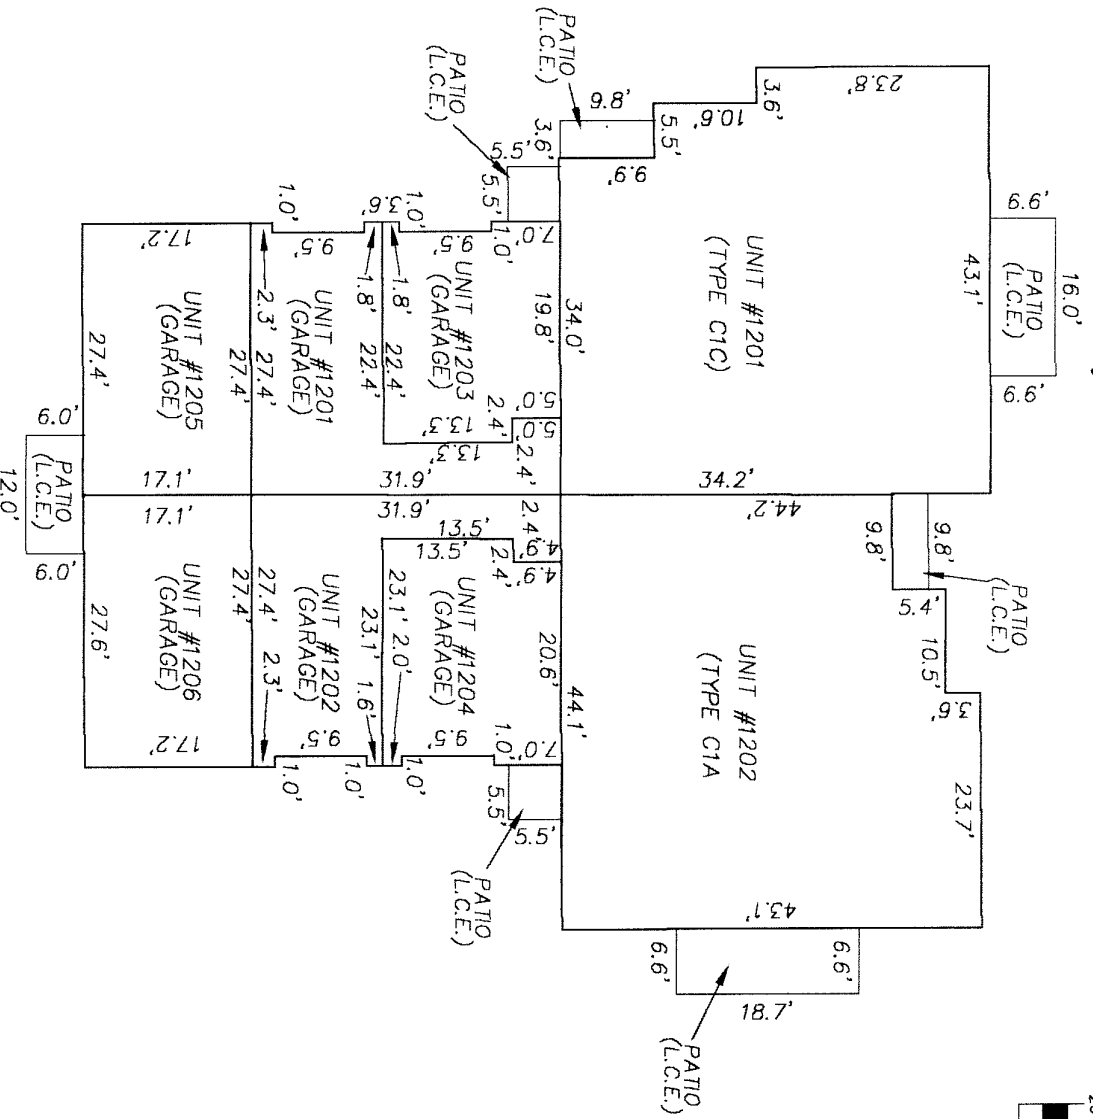 PATIO
(L.C.E.)
PATIO
(L.C.E.)
23.8'
3.6'
9.8'
10.6'
5.5'
3.6'
9.9'
5.5'
5.5'
6.6'
16.0'
PATIO
(L.C.E.)
43.1'
6.6'
UNIT #1201
(TYPE C1C)
1.0'
3.6'
1.0'
1.0'
7.0'
17.2'
9.5'
9.5'
19.8'
34.0'
2.3'
1.8'
1.8'
UNIT #1205
(GARAGE)
UNIT #1201
(GARAGE)
UNIT #1203
(GARAGE)
27.4'
27.4'
27.4'
22.4'
22.4'
13.3'
13.3'
2.4'
5.0'
5.0'
2.4'
6.0'
PATIO
(L.C.E.)
12.0'
6.0'
17.1'
17.1'
31.6'
31.6'
34.2'
44.2'
2.4'
4.9'
4.9'
2.4'
13.5'
13.5'
9.8'
9.8'
5.4'
PATIO
(L.C.E.)
10.5'
3.6'
23.7'
27.6'
UNIT #1206
(GARAGE)
27.4'
27.4'
UNIT #1202
(GARAGE)
2.3'
23.1'
23.1'
2.0'
1.6'
UNIT #1204
(GARAGE)
20.6'
44.1'
UNIT #1202
(TYPE C1A)
17.2'
9.5'
9.5'
1.0'
7.0'
1.0'
1.0'
1.0'
5.5'
5.5'
PATIO
(L.C.E.)
43.1'
6.6'
6.6'
18.7'
PATIO
(L.C.E.)